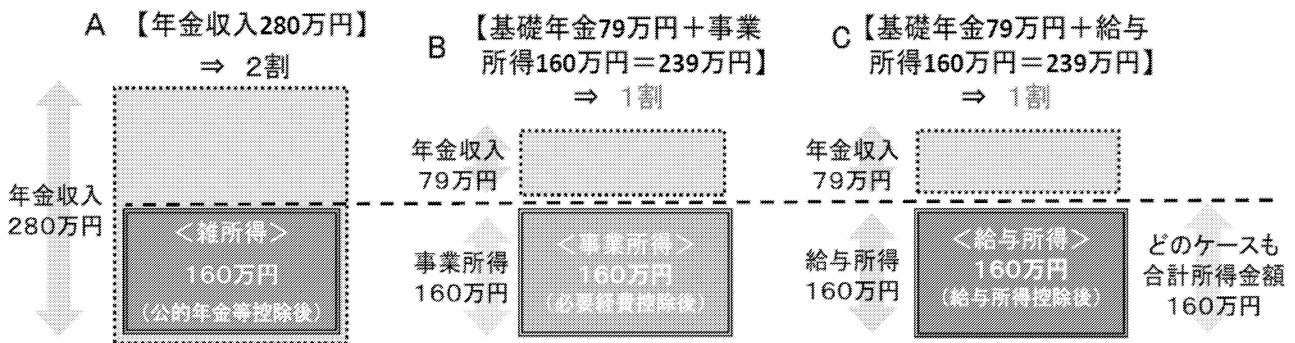 A 【年金収入280万円】
⇒ 2割
年金収入
280万円
<雑所得>
160万円
(公的年金等控除後)
B 【基礎年金79万円+事業
所得160万円=239万円】
⇒ 1割
年金収入
79万円
事業所得
160万円
<事業所得>
160万円
(必要経費控除後)
C 【基礎年金79万円+給与
所得160万円=239万円】
⇒ 1割
年金収入
79万円
給与所得
160万円
<給与所得>
160万円
(給与所得控除後)
どのケースも
合計所得金額
160万円